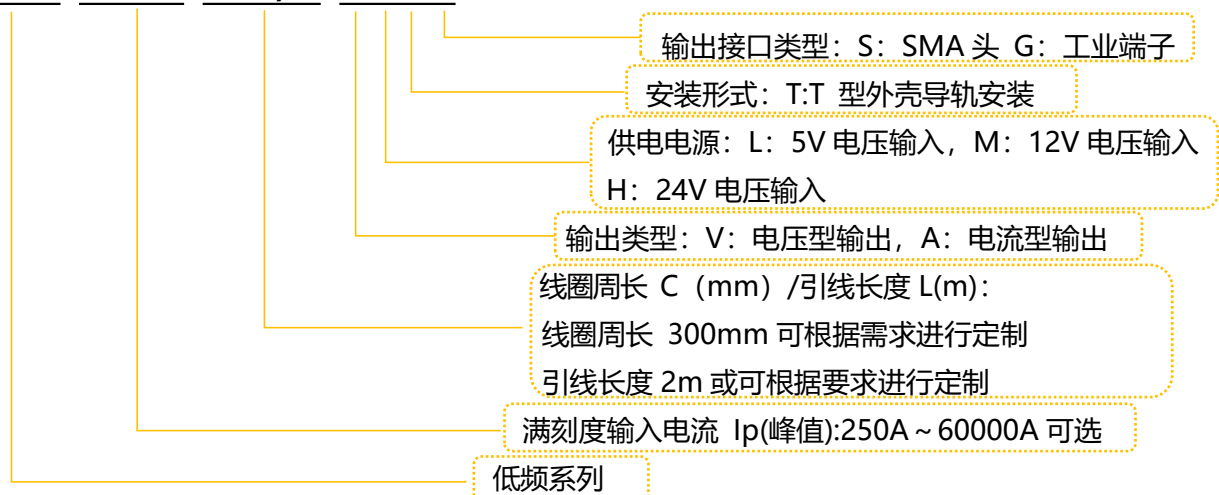 输出接口类型：S：SMA 头 G：工业端子
安装形式：T:T 型外壳导轨安装
供电电源：L：5V 电压输入，M：12V 电压输入
H：24V 电压输入
输出类型：V：电压型输出，A：电流型输出
线圈周长 C（mm）/引线长度 L(m)：
线圈周长 300mm 可根据需求进行定制
引线长度 2m 或可根据要求进行定制
满刻度输入电流 Ip(峰值):250A～60000A 可选
低频系列